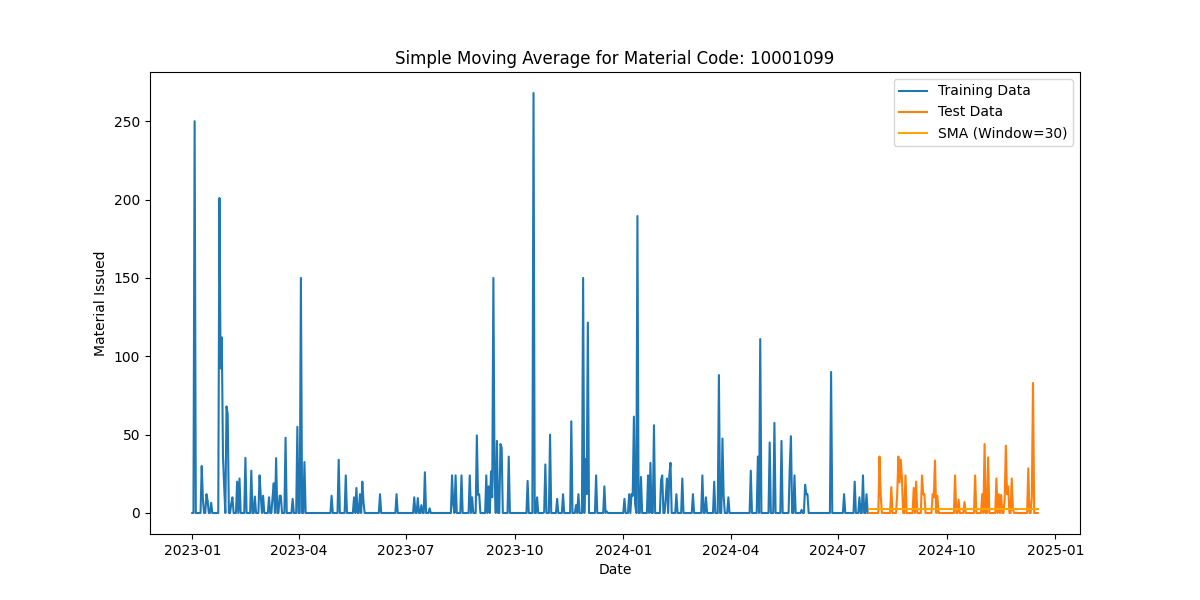 Simple Moving Average for Material Code: 10001099
Training Data
Test Data
SMA (Window=30)
Material Issued
250
200
150
100
50
0
2023-01
2023-04
2023-07
2023-10
2024-01
2024-04
2024-07
2024-10
2025-01
Date